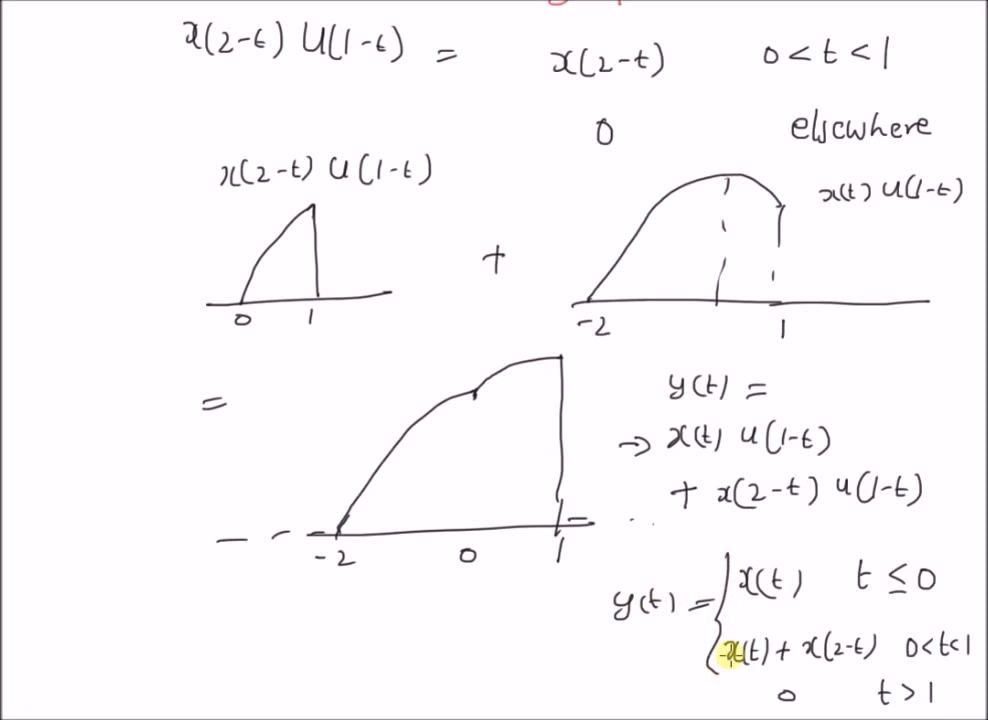 x(2-t) U(1-t) = x(2-t) 0<t<1
0 elsewhere
x(2-t) U(1-t)
x(t) U(1-t)
+
0 1
-2 1
=
y(t) =
→ x(t) u(1-t)
+ x(2-t) u(1-t)
-2 0 1
y(t) = { x(t) t ≤ 0
x(t) + x(2-t) 0<t<1
0 t>1